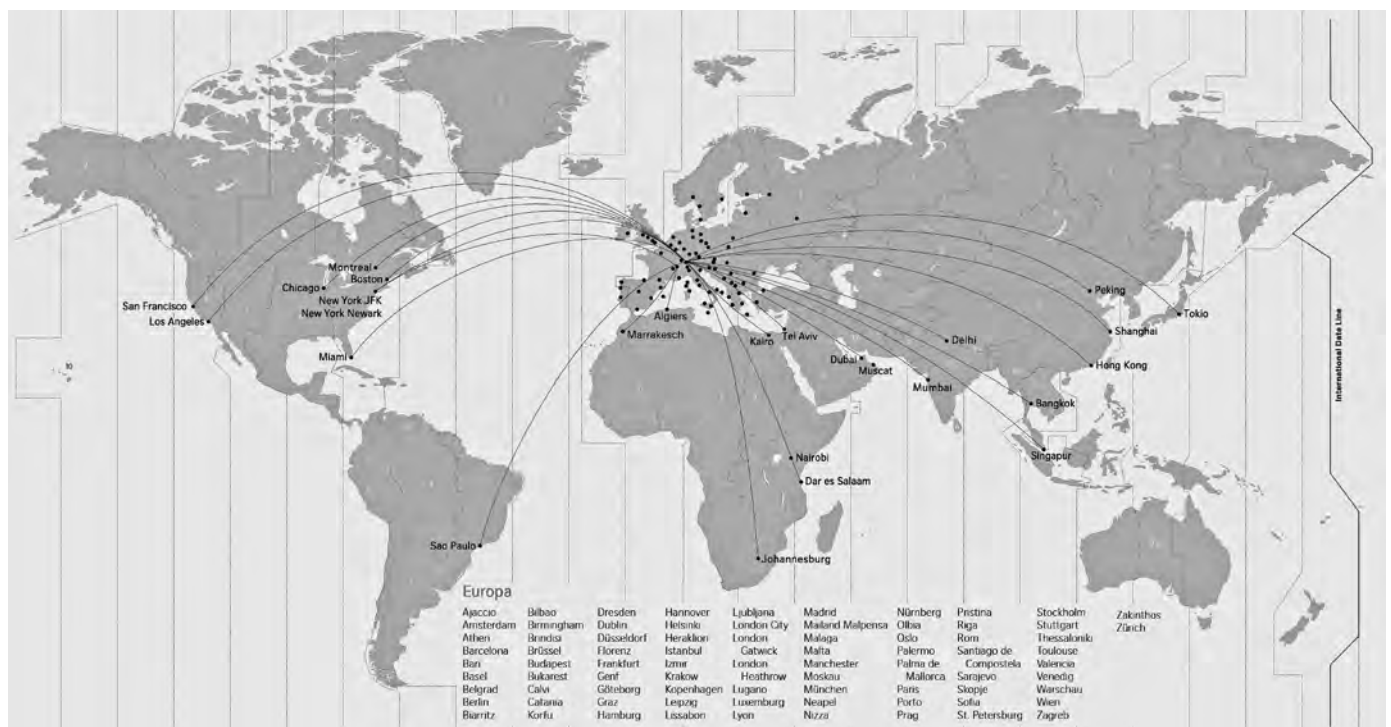 Montreal
Boston
Chicago
New York JFK
New York Newark
San Francisco
Los Angeles
Miami
Sao Paulo
Algiers
Marrakesch
Kairo
Tel Aviv
Dubai
Muscat
Delhi
Mumbai
Peking
Tokio
Shanghai
Hong Kong
Bangkok
Singapur
Nairobi
Dar es Salaam
Johannesburg
International Date Line
Europa
Ajaccio
Amsterdam
Athen
Barcelona
Bari
Basel
Belgrad
Berlin
Biarritz
Bilbao
Birmingham
Brindisi
Brüssel
Budapest
Bukarest
Calvi
Catania
Korfu
Dresden
Dublin
Düsseldorf
Florenz
Frankfurt
Genf
Göteborg
Graz
Hamburg
Hannover
Helsinki
Heraklion
Istanbul
Izmir
Krakow
Kopenhagen
Leipzig
Lissabon
Ljubljana
London City
London
Gatwick
London
Heathrow
Lugano
Luxemburg
Lyon
Madrid
Mailand Malpensa
Malaga
Malta
Manchester
Moskau
München
Neapel
Nizza
Nürnberg
Olbia
Oslo
Palermo
Palma de
Mallorca
Paris
Porto
Prag
Pristina
Riga
Rom
Santiago de
Compostela
Sarajevo
Skopje
Sofia
St. Petersburg
Stockholm
Stuttgart
Thessaloniki
Toulouse
Valencia
Venedig
Warschau
Wien
Zagreb
Zakinthos
Zürich